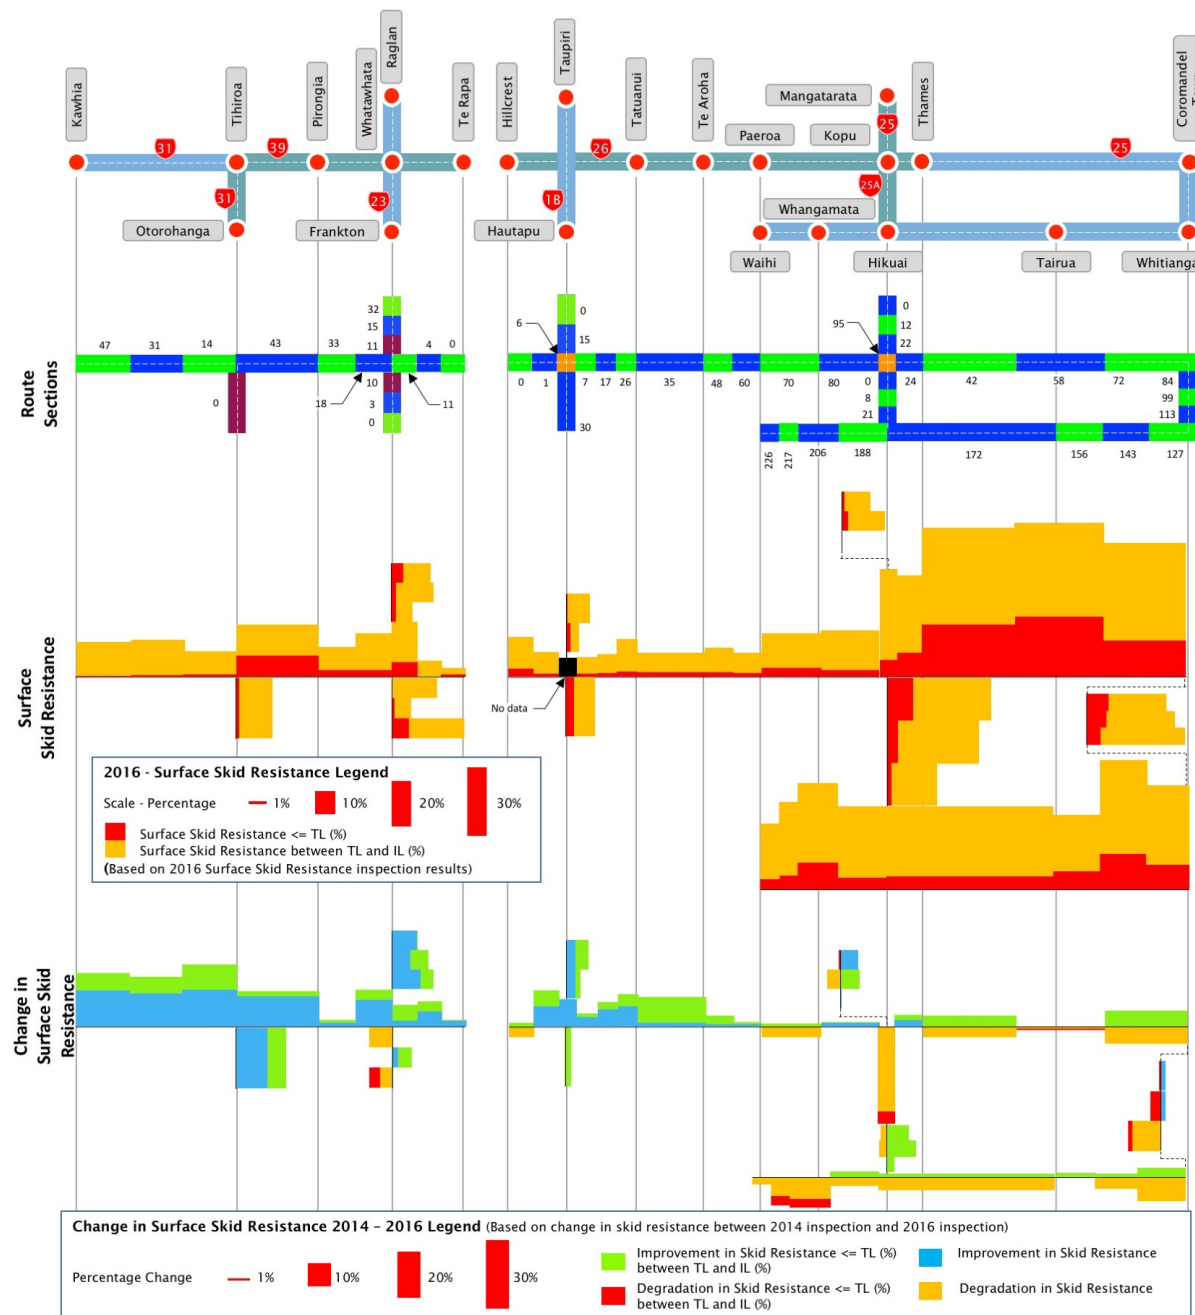 Kawhia
Tihiroa
Pirongia
Whatawhata
Raglan
Te Rapa
Hillcrest
Taupiri
Tatuanui
Te Aroha
Paeroa
Mangatarata
Kopu
Thames
Coromandel
31
39
26
25
25
31
23
1B
25A
Otorohanga
Frankton
Hautapu
Whangamata
Waihi
Hikuai
Tairua
Whitianga
Route
Sections
47 31 14 43 33 4 0
32
15
11
0
18
10
3
0
11
6
0
15
0 1 7 17 26 35 48 60 70 80 0 24 42 58 72 84
30
95
0
12
22
8
21
99
113
226 217 206 188 172 156 143 127
Surface
Skid Resistance
No data
2016 - Surface Skid Resistance Legend
Scale - Percentage 1% 10% 20% 30%
Surface Skid Resistance <= TL (%)
Surface Skid Resistance between TL and IL (%)
(Based on 2016 Surface Skid Resistance inspection results)
Change in
Surface Skid
Resistance
Change in Surface Skid Resistance 2014 – 2016 Legend (Based on change in skid resistance between 2014 inspection and 2016 inspection)
Percentage Change 1% 10% 20% 30%
Improvement in Skid Resistance <= TL (%)
between TL and IL (%)
Improvement in Skid Resistance
Degradation in Skid Resistance <= TL (%)
between TL and IL (%)
Degradation in Skid Resistance